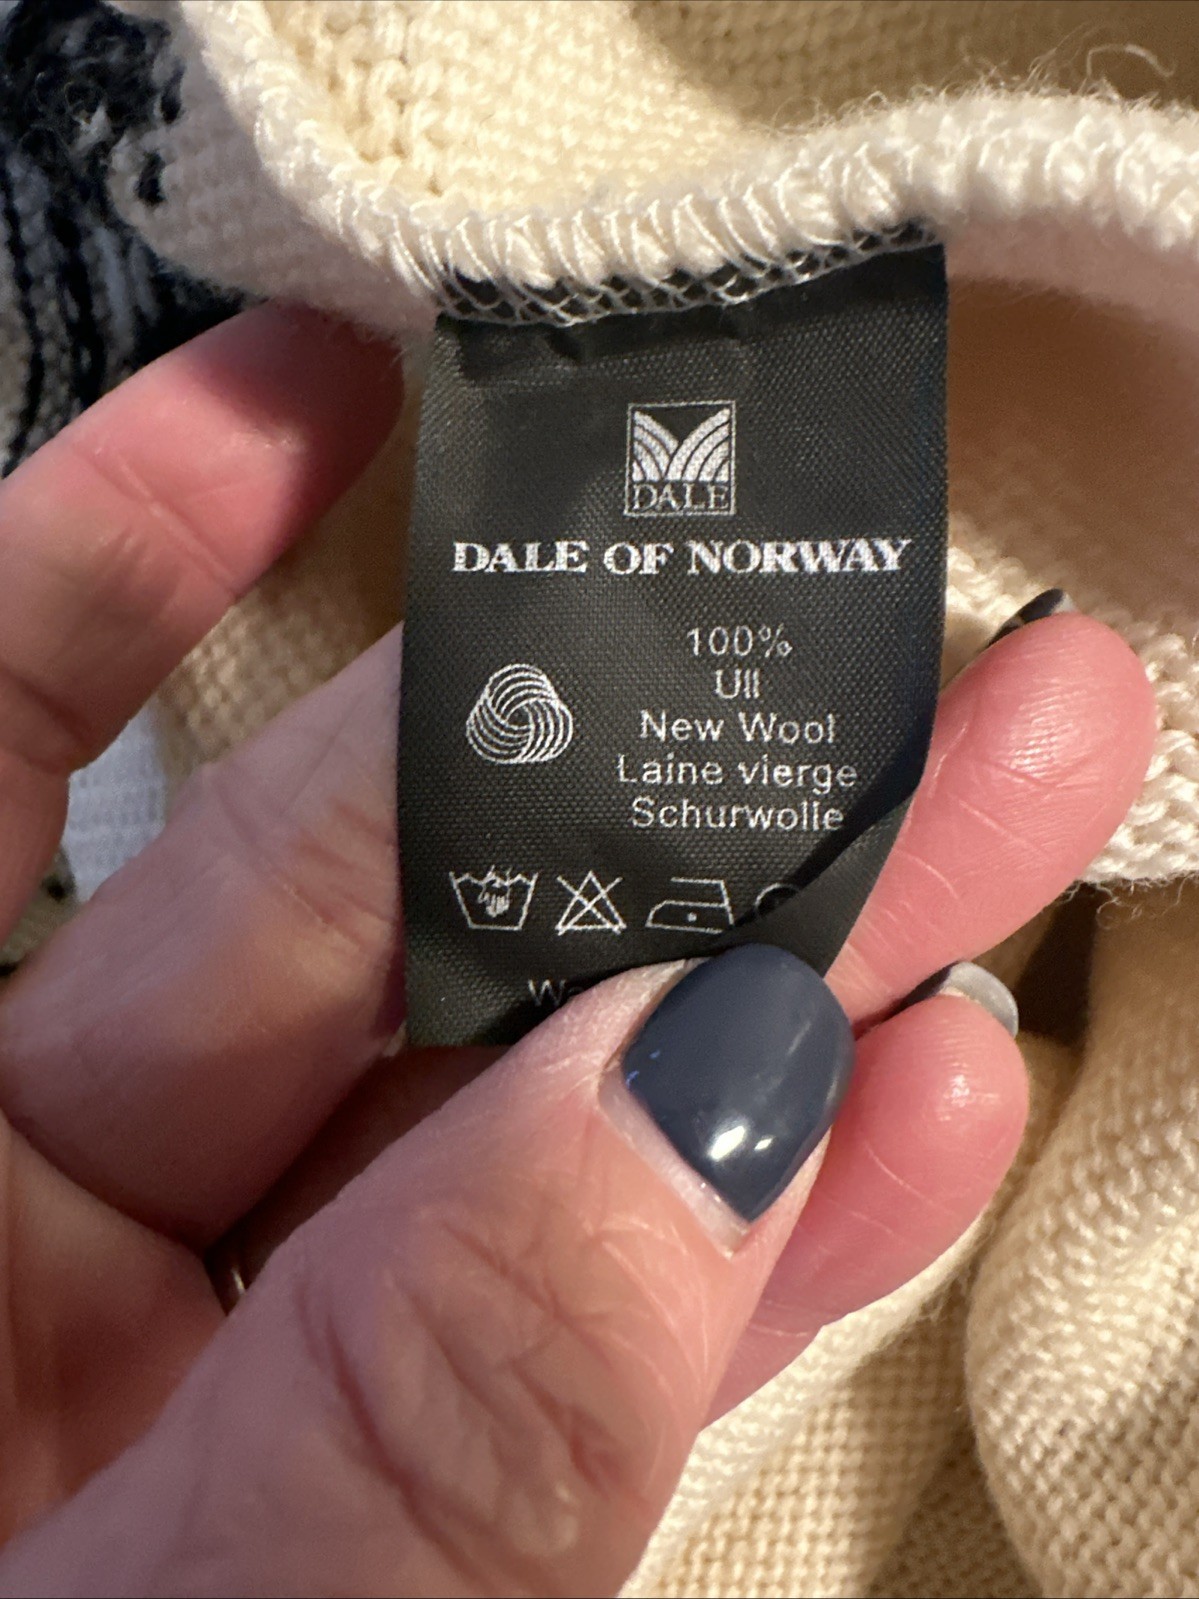 DALE
DALE OF NORWAY
100%
Ull
New Wool
Laine vierge
Schurwolle